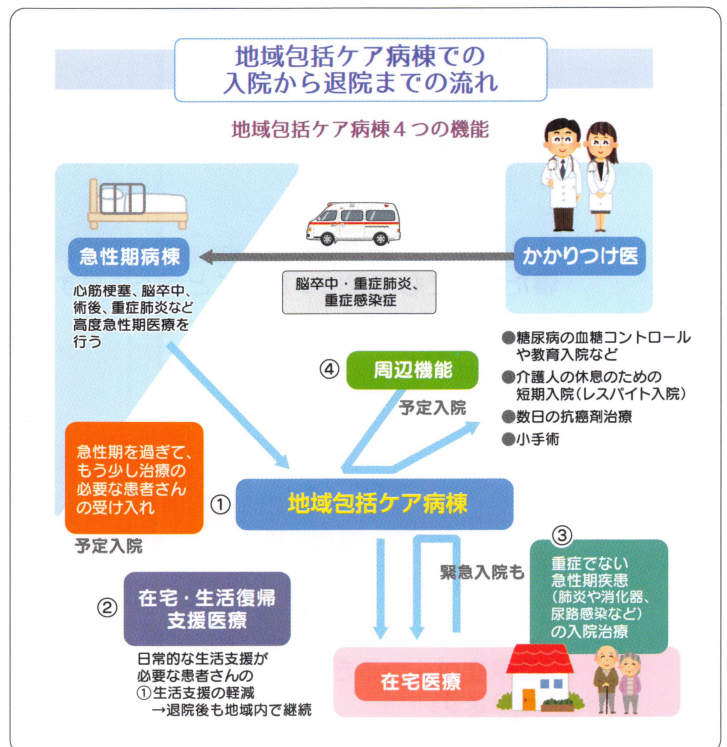 地域包括ケア病棟での
入院から退院までの流れ
地域包括ケア病棟４つの機能
急性期病棟
心筋梗塞、脳卒中、
術後、重症肺炎など
高度急性期医療を
行う
脳卒中・重症肺炎、
重症感染症
かかりつけ医
④
周辺機能
予定入院
●糖尿病の血糖コントロール
や教育入院など
●介護人の休息のための
短期入院（レスパイト入院）
●数日の抗癌剤治療
●小手術
急性期を過ぎて、
もう少し治療の
必要な患者さん
の受け入れ
①
予定入院
地域包括ケア病棟
②
在宅・生活復帰
支援医療
日常的な生活支援が
必要な患者さんの
①生活支援の軽減
→退院後も地域内で継続
緊急入院も
③
重症でない
急性期疾患
（肺炎や消化器、
尿路感染など）
の入院治療
在宅医療